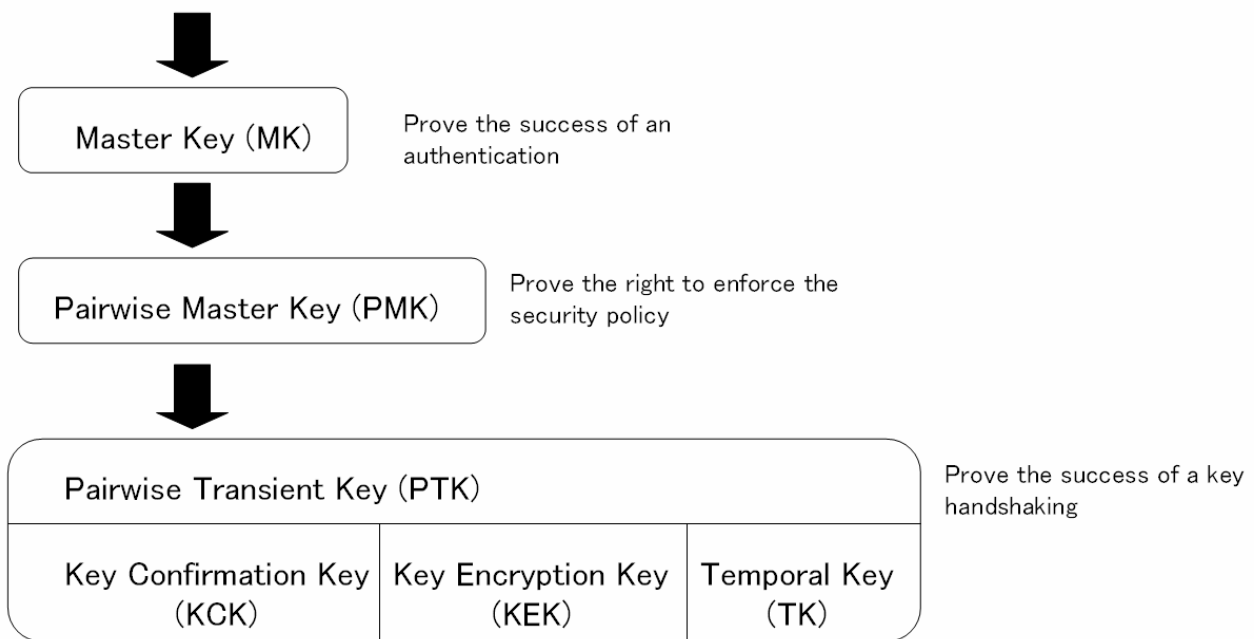 Master Key (MK)
Prove the success of an
authentication
Pairwise Master Key (PMK)
Prove the right to enforce the
security policy
Pairwise Transient Key (PTK)
Prove the success of a key
handshaking
Key Confirmation Key
(KCK)
Key Encryption Key
(KEK)
Temporal Key
(TK)